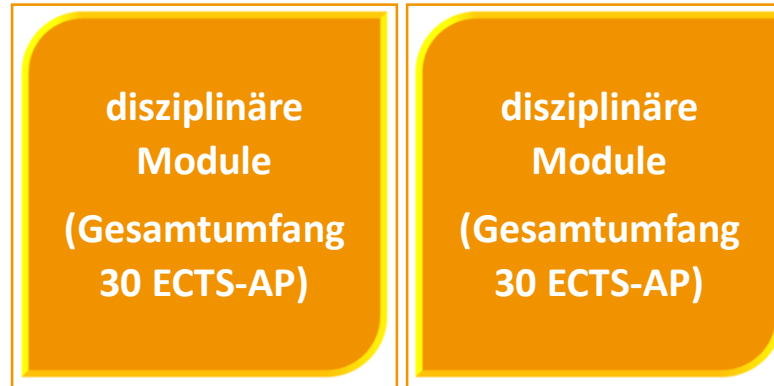 disziplinäre
Module
(Gesamtumfang
30 ECTS-AP)
disziplinäre
Module
(Gesamtumfang
30 ECTS-AP)